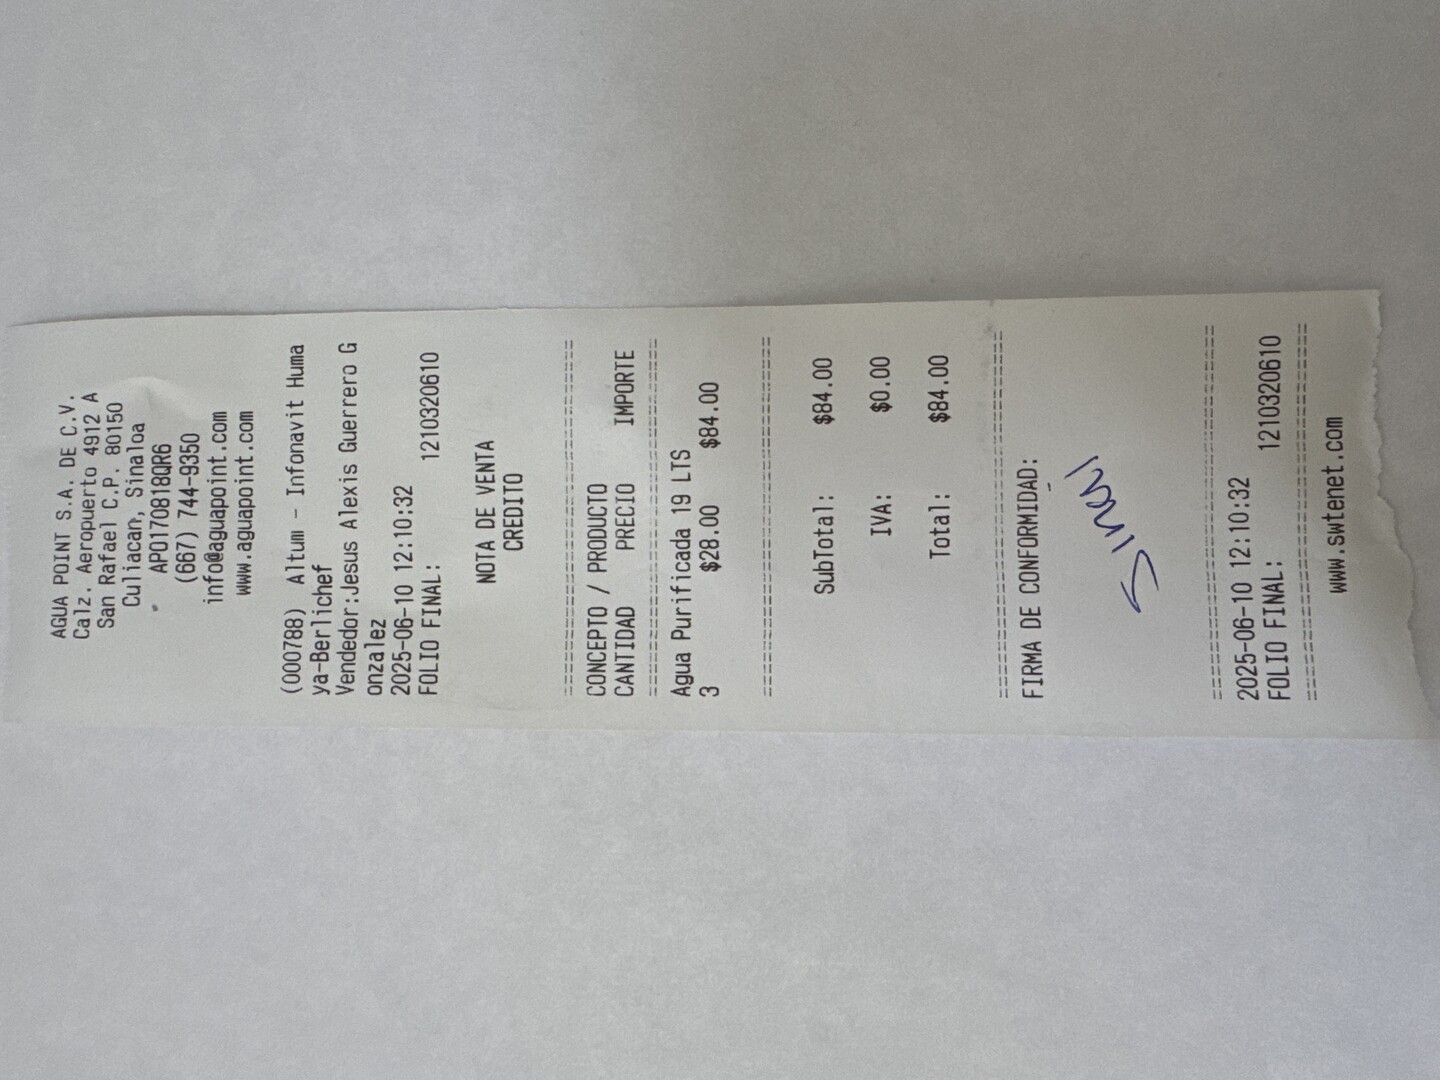 AGUA POINT S.A. DE C.V.
Calz. Aeropuerto 4912 A
San Rafael C.P. 80150
Culiacan, Sinaloa
APO170818QR6
(667) 744-9350
info@aguapoint.com
www.aguapoint.com
(000788) Altum - Infonavit Huma
ya-Berlichef
Vendedor:Jesus Alexis Guerrero G
onzalez
2025-06-10 12:10:32
FOLIO FINAL: 1210320610
NOTA DE VENTA
CREDITO
CONCEPTO / PRODUCTO
CANTIDAD PRECIO IMPORTE
Agua Purificada 19 LTS
3 $28.00 $84.00
SubTotal: $84.00
IVA: $0.00
Total: $84.00
FIRMA DE CONFORMIDAD:
2025-06-10 12:10:32
FOLIO FINAL: 1210320610
www.swtenet.com